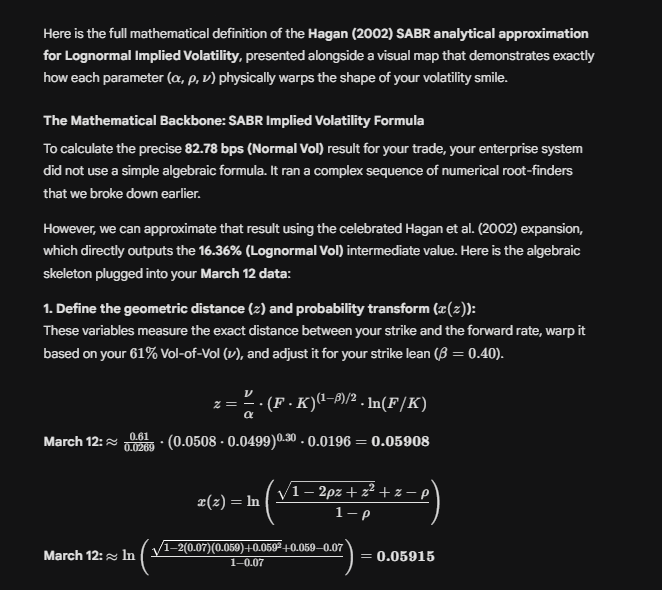 Here is the full mathematical definition of the Hagan (2002) SABR analytical approximation
for Lognormal Implied Volatility, presented alongside a visual map that demonstrates exactly
how each parameter (α, ρ, ν) physically warps the shape of your volatility smile.
The Mathematical Backbone: SABR Implied Volatility Formula
To calculate the precise 82.78 bps (Normal Vol) result for your trade, your enterprise system
did not use a simple algebraic formula. It ran a complex sequence of numerical root-finders
that we broke down earlier.
However, we can approximate that result using the celebrated Hagan et al. (2002) expansion,
which directly outputs the 16.36% (Lognormal Vol) intermediate value. Here is the algebraic
skeleton plugged into your March 12 data:
1. Define the geometric distance (z) and probability transform (x(z)):
These variables measure the exact distance between your strike and the forward rate, warp it
based on your 61% Vol-of-Vol (ν), and adjust it for your strike lean (β = 0.40).
z = ν/α · (F · K)^(1−β)/2 · ln(F/K)
March 12: ≈ 0.61/0.0269 · (0.0508 · 0.0499)^0.30 · 0.0196 = 0.05908
x(z) = ln ( (√(1 − 2ρz + z²) + z − ρ) / (1 − ρ) )
March 12: ≈ ln ( (√(1−2(0.07)(0.059)+0.059²) +0.059−0.07) / (1−0.07) ) = 0.05915